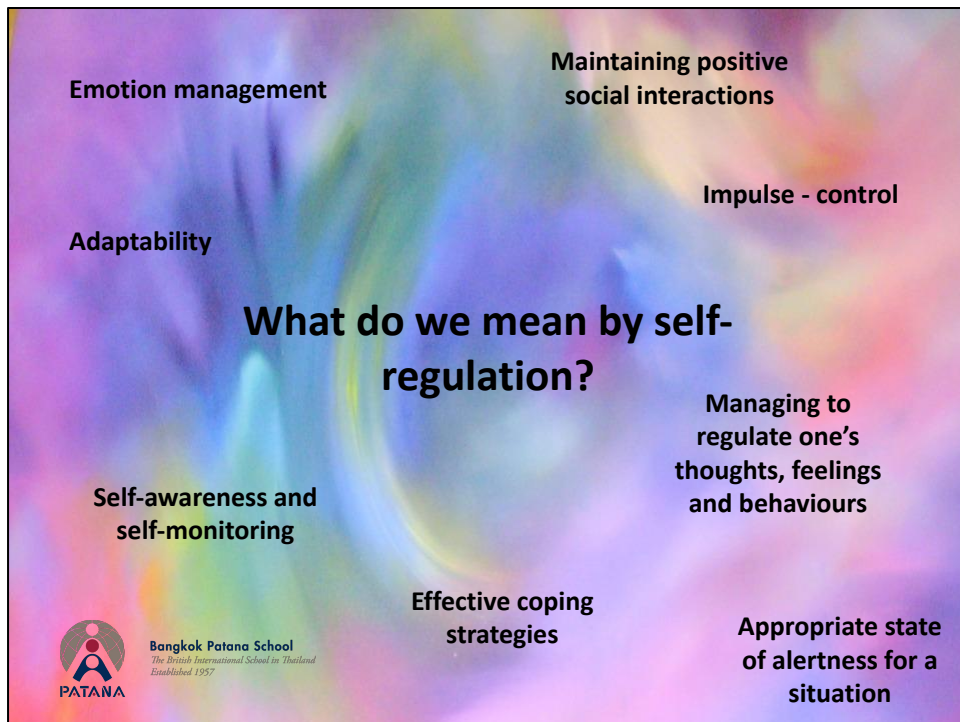 Emotion management
Maintaining positive
social interactions
Impulse - control
Adaptability
What do we mean by self-
regulation?
Managing to
regulate one’s
thoughts, feelings
and behaviours
Self-awareness and
self-monitoring
Effective coping
strategies
Appropriate state
of alertness for a
situation
PATANA
Bangkok Patana School
The British International School in Thailand
Established 1957